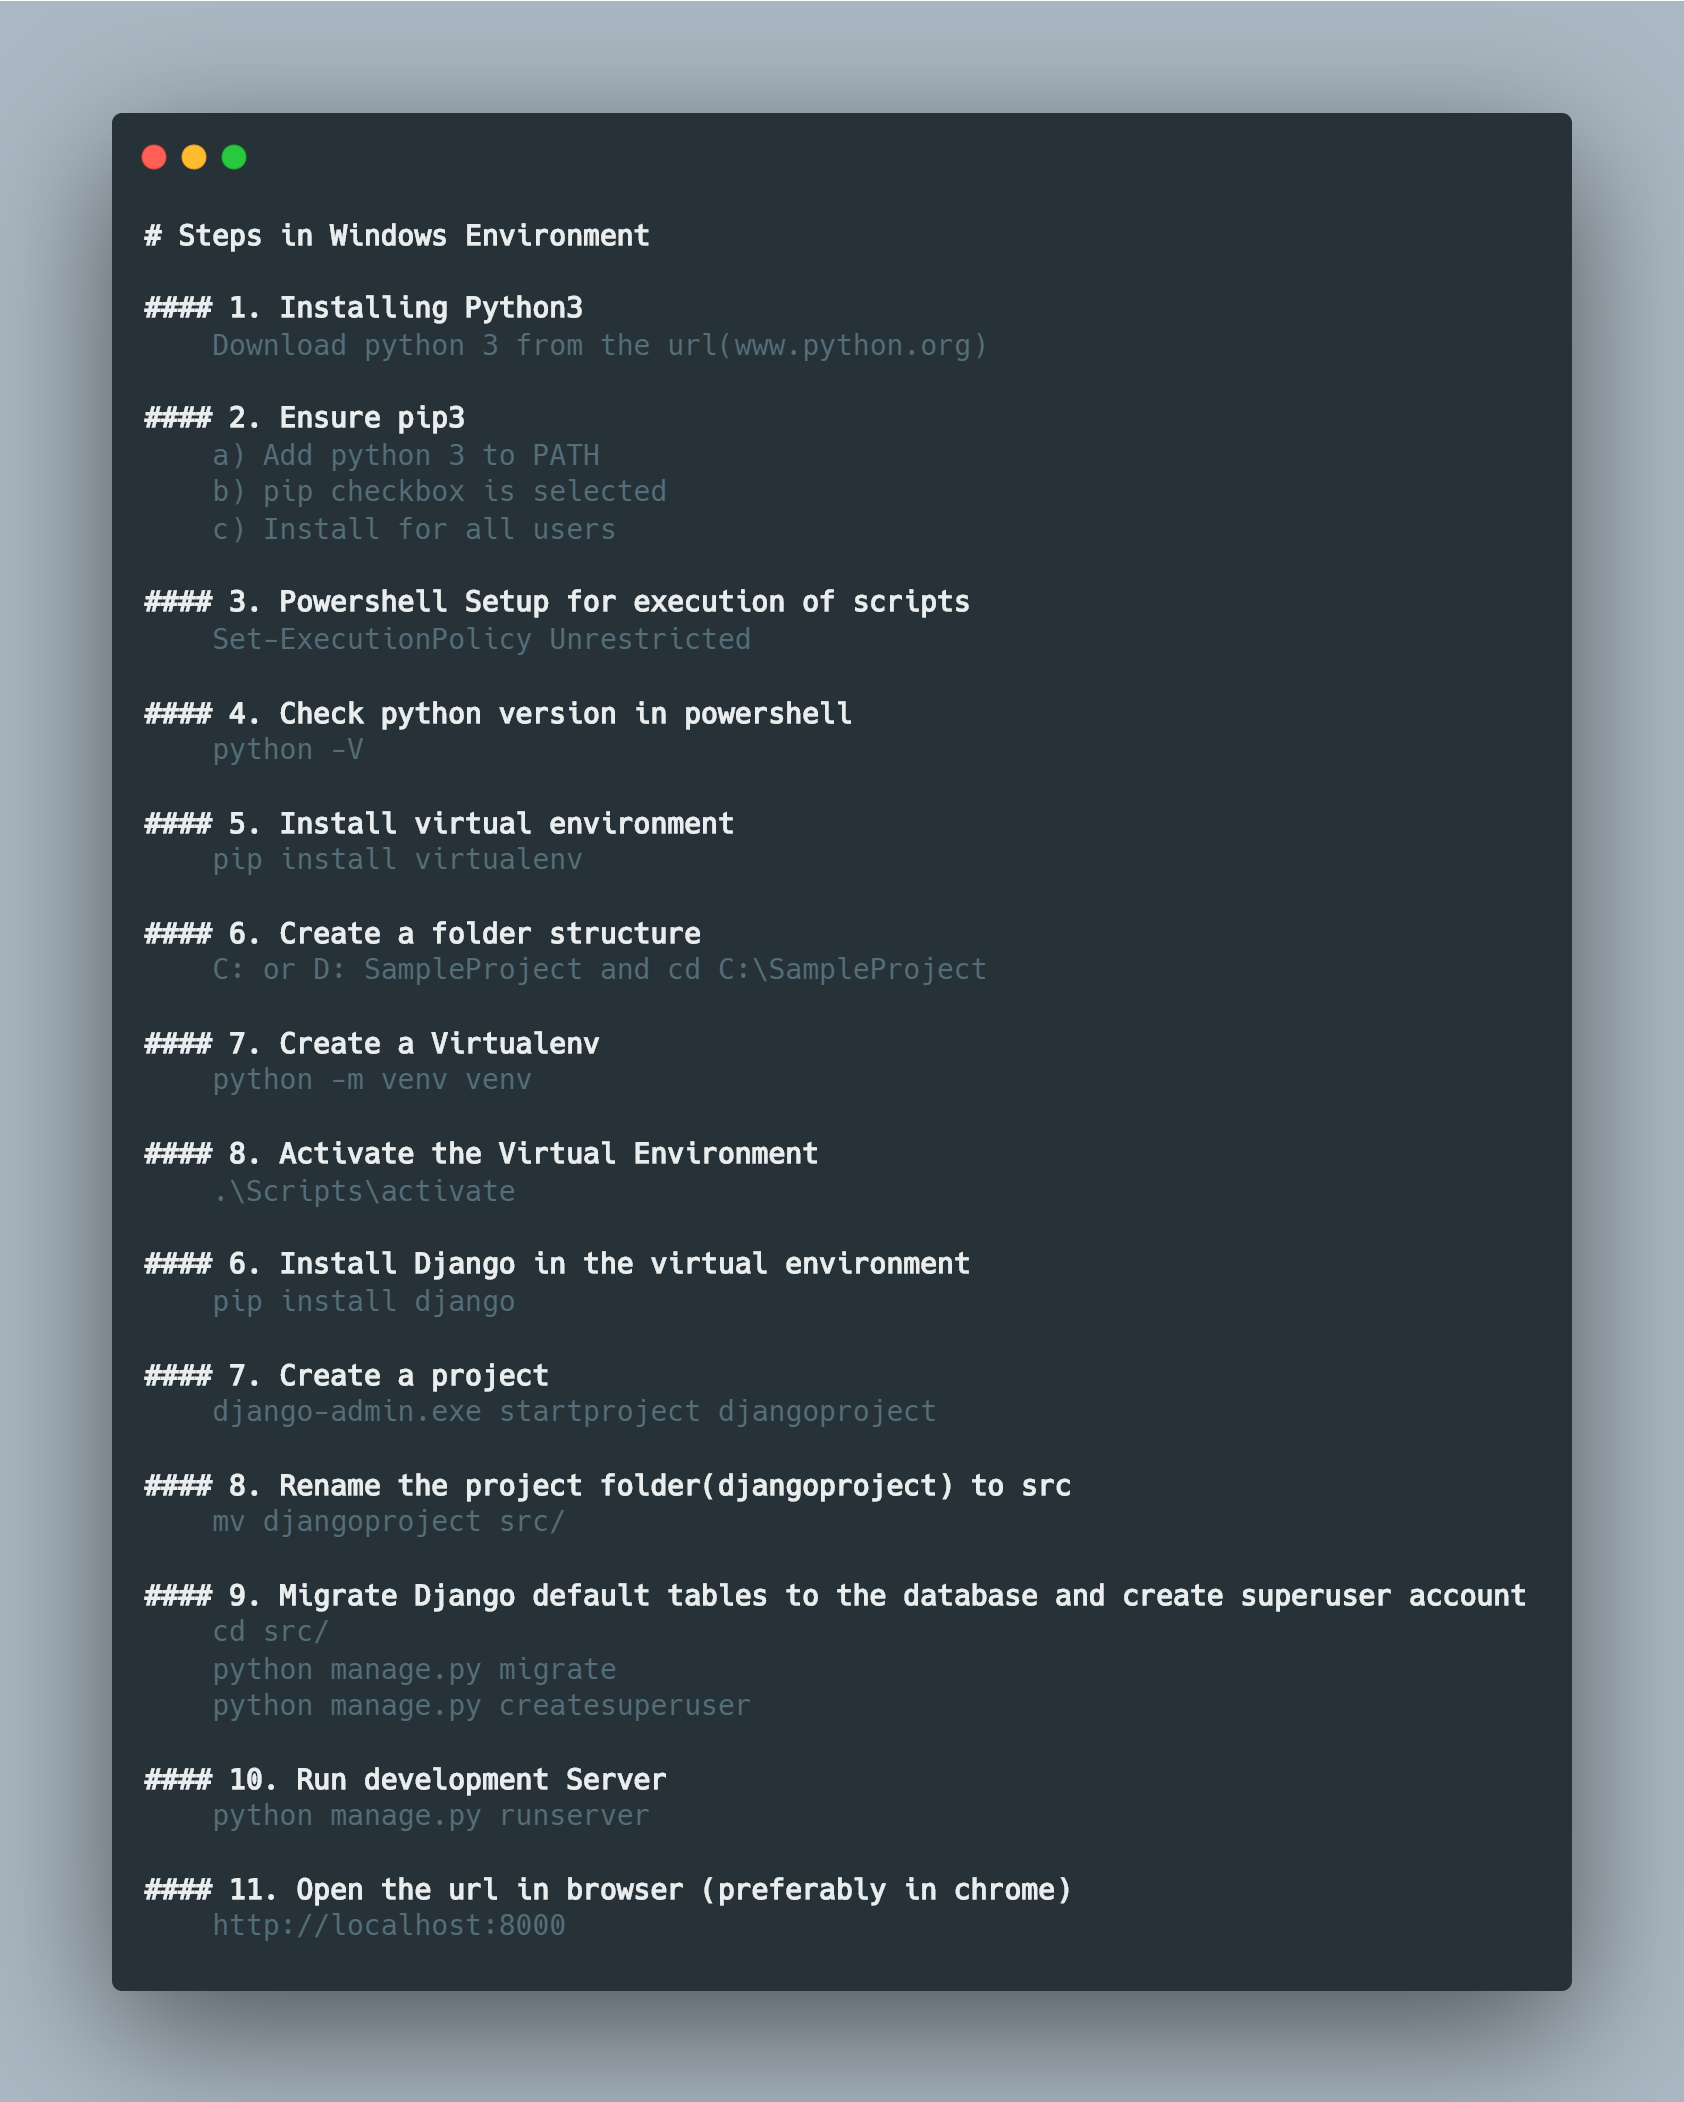 # Steps in Windows Environment
#### 1. Installing Python3
Download python 3 from the url(www.python.org)
#### 2. Ensure pip3
a) Add python 3 to PATH
b) pip checkbox is selected
c) Install for all users
#### 3. Powershell Setup for execution of scripts
Set-ExecutionPolicy Unrestricted
#### 4. Check python version in powershell
python -V
#### 5. Install virtual environment
pip install virtualenv
#### 6. Create a folder structure
C: or D: SampleProject and cd C:\SampleProject
#### 7. Create a Virtualenv
python -m venv venv
#### 8. Activate the Virtual Environment
.\Scripts\activate
#### 6. Install Django in the virtual environment
pip install django
#### 7. Create a project
django-admin.exe startproject djangoproject
#### 8. Rename the project folder(djangoproject) to src
mv djangoproject src/
#### 9. Migrate Django default tables to the database and create superuser account
cd src/
python manage.py migrate
python manage.py createsuperuser
#### 10. Run development Server
python manage.py runserver
#### 11. Open the url in browser (preferably in chrome)
http://localhost:8000